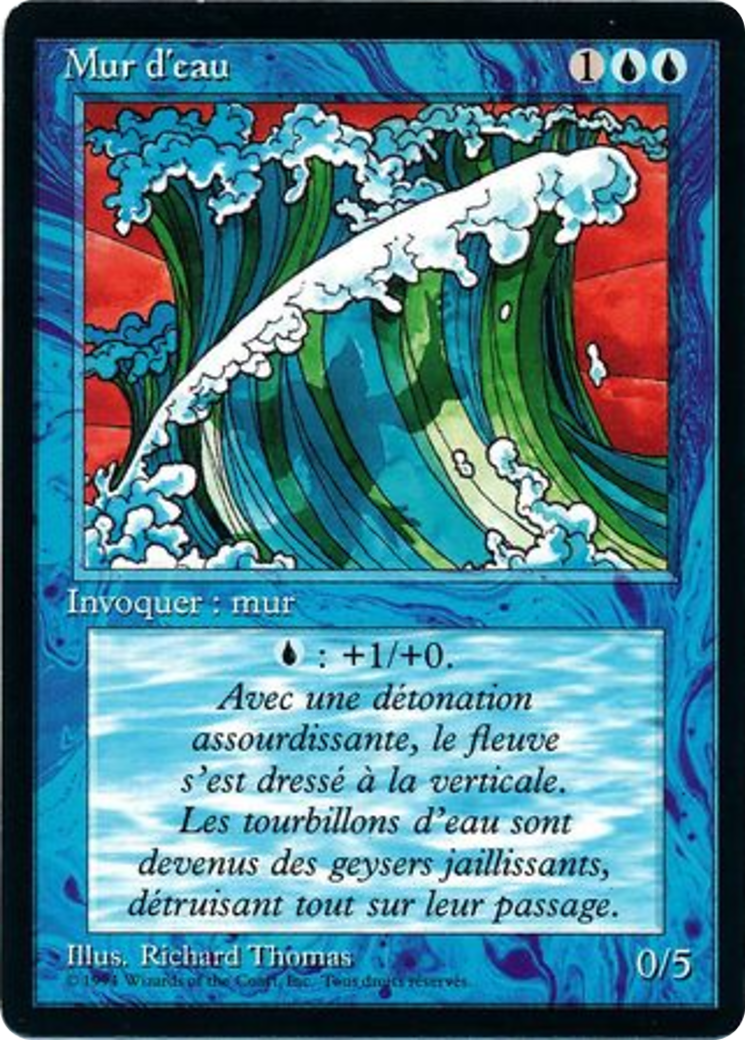 Mur d'eau
1
Invoquer : mur
: +1/+0.
Avec une détonation
assourdissante, le fleuve
s'est dressé à la verticale.
Les tourbillons d'eau sont
devenus des geysers jaillissants,
détruisant tout sur leur passage.
Illus. Richard Thomas
0/5
© 1994 Wizards of the Coast, Inc. Tous droits réservés.